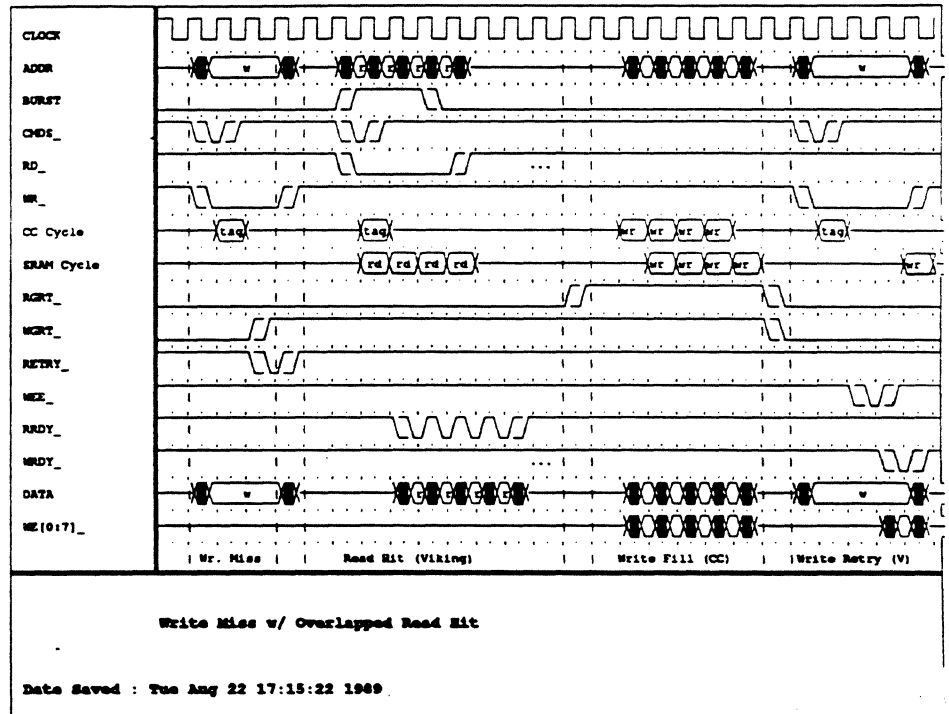 CLOCK
ADDR w r r r r w
BURST
CMDS_
RD_ ...
WR_
CC Cycle tag tag wr wr wr wr tag
SRAM Cycle rd rd rd rd wr wr wr wr wr
RGRT_
WGRT_
RETRY_
WEE_
RRDY_
WRDY_ ...
DATA w r r r r w
WE[0:7]_
Wr. Miss Read Hit (Viking) Write Fill (CC) Write Retry (V)
Write Miss w/ Overlapped Read Hit
Date Saved : Tue Aug 22 17:15:22 1989